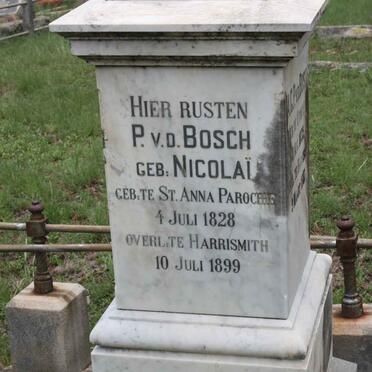 HIER RUSTEN
P. V.D. BOSCH
GEB: NICOLAÏ
GEB: TE ST. ANNA PAROCHIE
4 JULI 1828
OVERL: TE HARRISMITH
10 JULI 1899